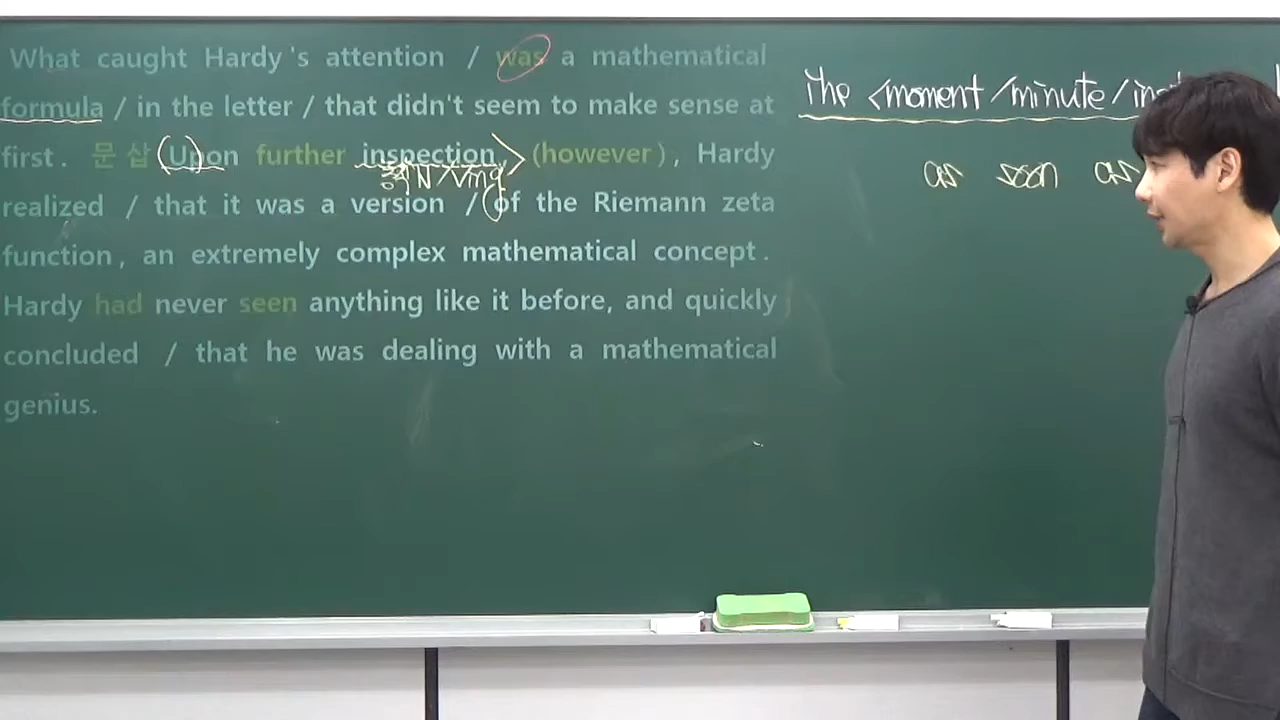 What caught Hardy's attention / was a mathematical
formula / in the letter / that didn't seem to make sense at
first. 문 삽 (Upon further inspection> (however), Hardy
N/Ving
realized / that it was a version / (of the Riemann zeta
function, an extremely complex mathematical concept.
Hardy had never seen anything like it before, and quickly
concluded / that he was dealing with a mathematical
genius.
The <moment /minute/
as soon as